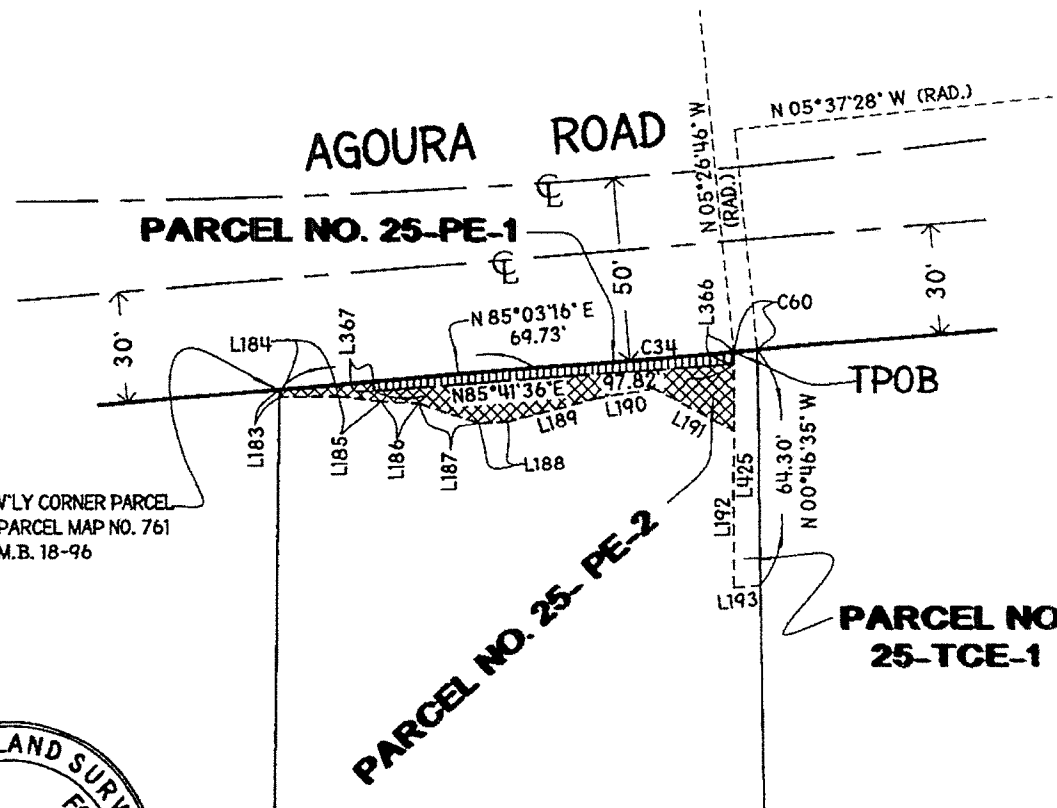 N 05°37'28" W (RAD.)
AGOURA ROAD
N 05°26'46" W
(RAD.)
℄
PARCEL NO. 25-PE-1
℄
50'
30'
30'
N 85°03'16" E
69.73'
L366
C60
L184
L367
C34
TPOB
N85°41'36"E 97.82'
L183
L185
L186
L187
L188
L189
L190
L191
L192
L425
64.30'
N 00°46'35" W
W'LY CORNER PARCEL
PARCEL MAP NO. 761
M.B. 18-96
L193
PARCEL NO. 25-PE-2
PARCEL NO
25-TCE-1
LAND SURV